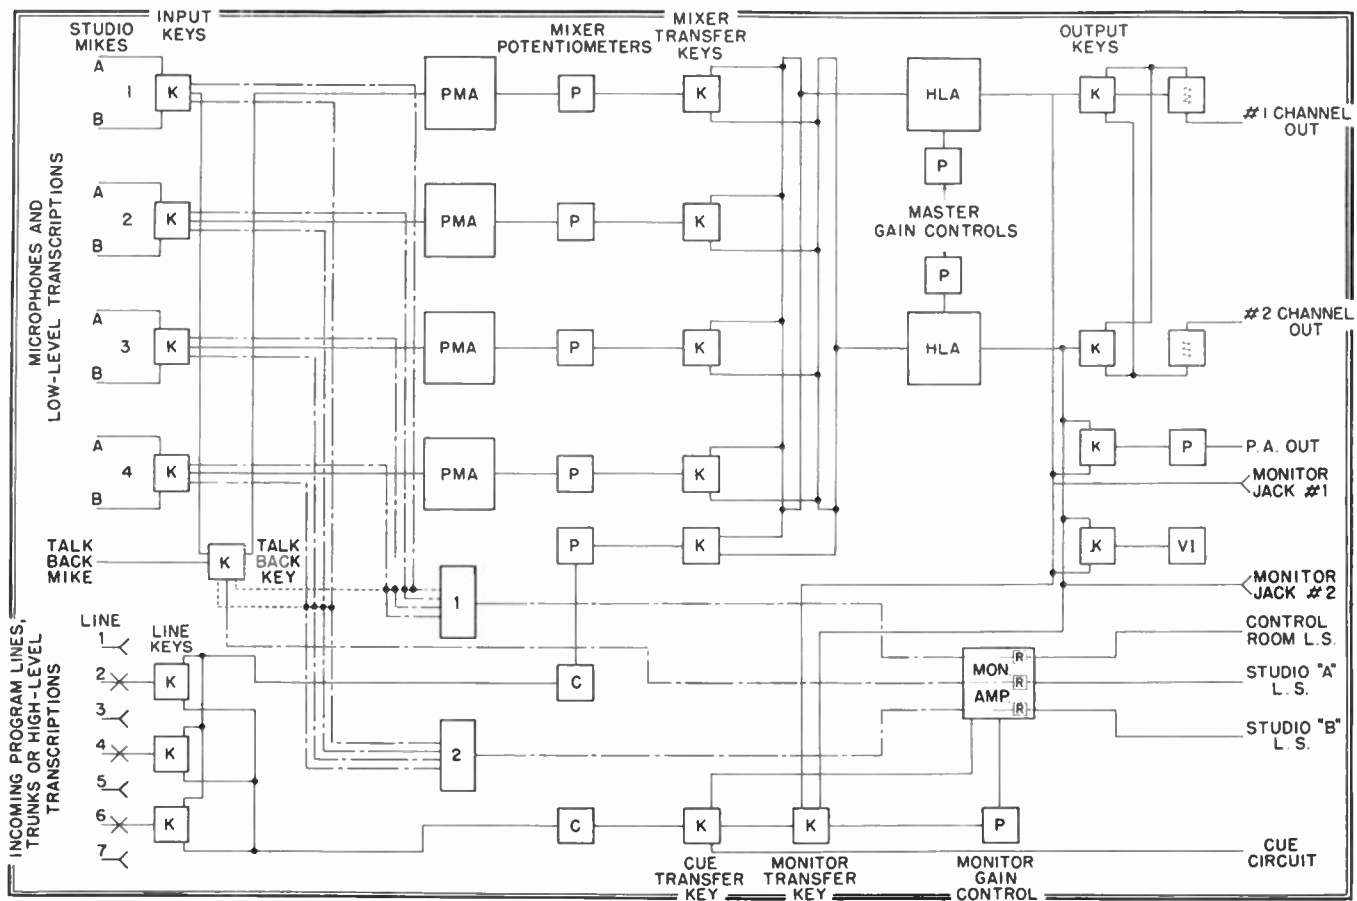 STUDIO
MIKES
INPUT
KEYS
MIXER
POTENTIOMETERS
MIXER
TRANSFER
KEYS
OUTPUT
KEYS
MICROPHONES AND
LOW-LEVEL TRANSCRIPTIONS
A
1
B
K
PMA
P
K
HLA
K
#1 CHANNEL
OUT
P
MASTER
GAIN CONTROLS
P
A
2
B
K
PMA
P
K
A
3
B
K
PMA
P
K
HLA
K
#2 CHANNEL
OUT
A
4
B
K
PMA
P
K
K
P
P.A. OUT
MONITOR
JACK #1
TALK
BACK
MIKE
K
TALK
BACK
KEY
P
K
K
VI
MONITOR
JACK #2
1
INCOMING PROGRAM LINES,
TRUNKS OR HIGH-LEVEL
TRANSCRIPTIONS
LINE
1
2
3
4
5
6
7
LINE
KEYS
K
K
K
C
2
C
K
K
P
MON.
AMP.
R
R
R
CONTROL
ROOM L.S.
STUDIO "A"
L.S.
STUDIO "B"
L.S.
CUE
TRANSFER
KEY
MONITOR
TRANSFER
KEY
MONITOR
GAIN
CONTROL
CUE
CIRCUIT